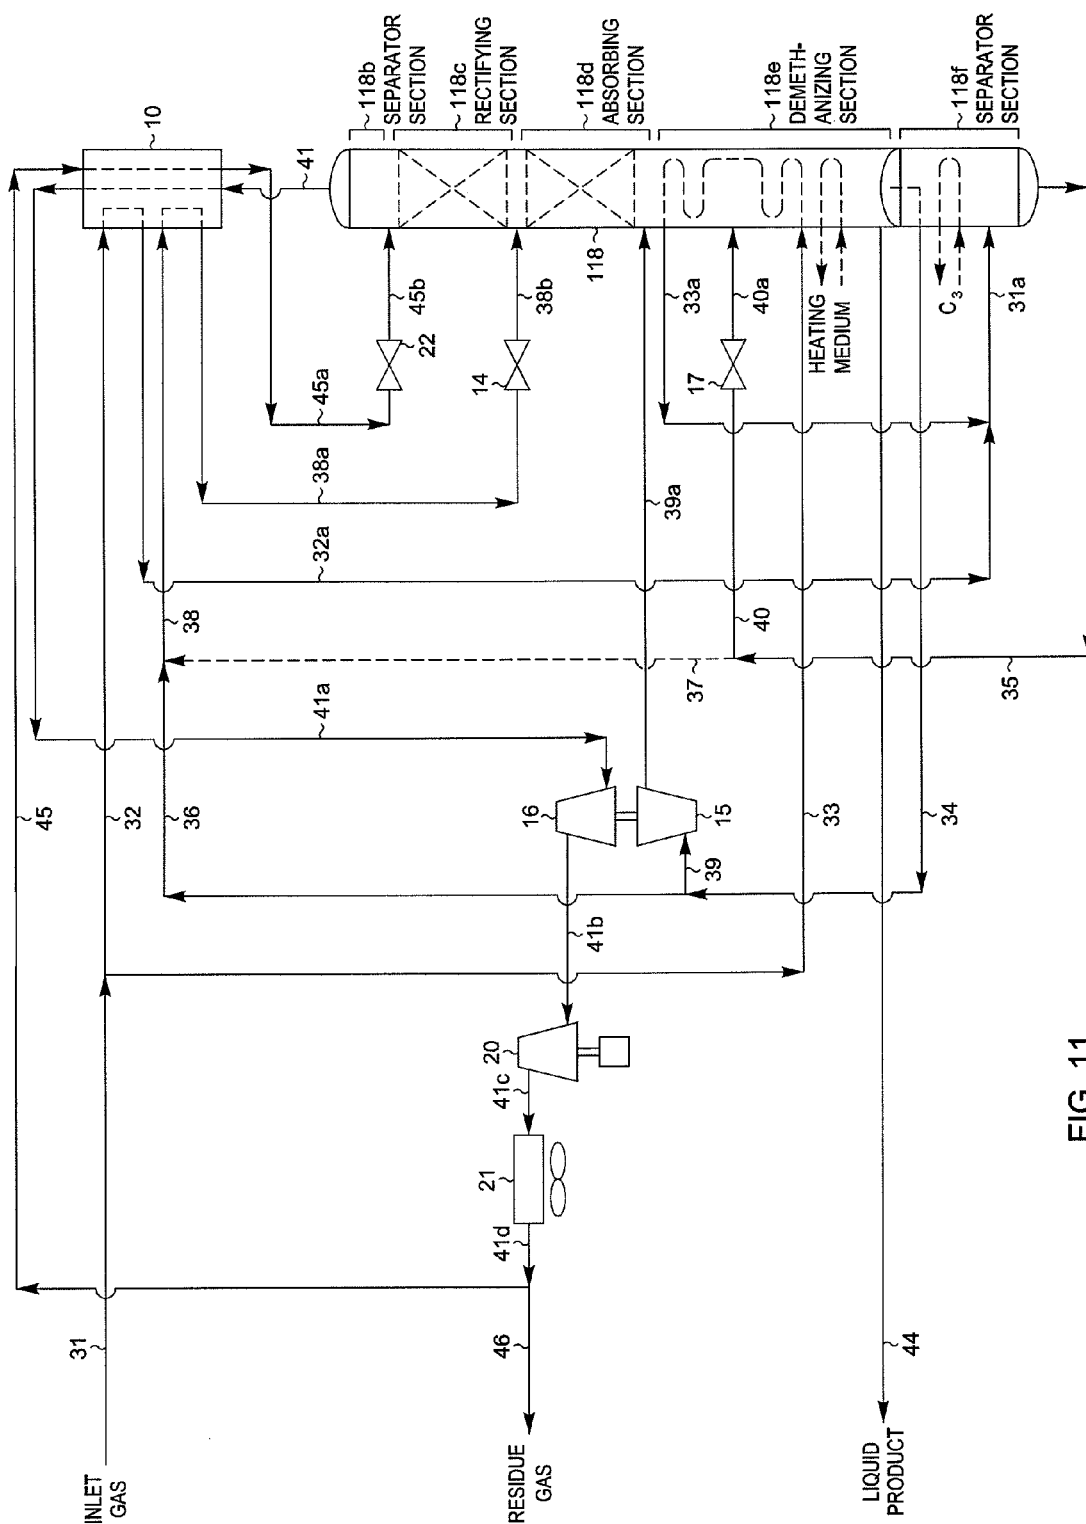 10
118b
SEPARATOR
SECTION
118c
RECTIFYING
SECTION
118d
ABSORBING
SECTION
118e
DEMETH-
ANIZING
SECTION
118f
SEPARATOR
SECTION
41
45b
22
38b
14
118
33a
40a
17
HEATING
MEDIUM
C3
31a
45a
38a
32a
39a
38
40
37
35
41a
45
32
36
16
15
33
34
39
41b
20
41c
21
41d
31
46
44
INLET
GAS
RESIDUE
GAS
LIQUID
PRODUCT
FIG. 11